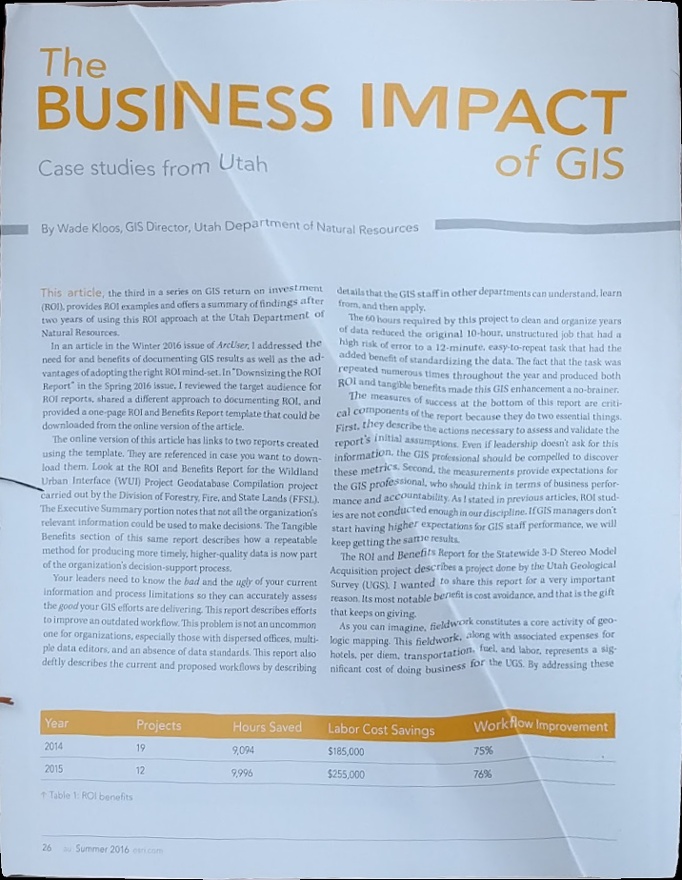 The
BUSINESS IMPACT
of GIS
Case studies from Utah
By Wade Kloos, GIS Director, Utah Department of Natural Resources
This article, the third in a series on GIS return on investment
(ROI), provides ROI examples and offers a summary of findings after
two years of using this ROI approach at the Utah Department of
Natural Resources.
In an article in the Winter 2016 issue of ArcUser, I addressed the
need for and benefits of documenting GIS results as well as the ad-
vantages of adopting the right ROI mind-set. In "Downsizing the ROI
Report" in the Spring 2016 issue, I reviewed the target audience for
ROI reports, shared a different approach to documenting ROI, and
provided a one-page ROI and Benefits Report template that could be
downloaded from the online version of the article.
The online version of this article has links to two reports created
using the template. They are referenced in case you want to down-
load them. Look at the ROI and Benefits Report for the Wildland
Urban Interface (WUI) Project Geodatabase Compilation project
carried out by the Division of Forestry, Fire, and State Lands (FFSL).
The Executive Summary portion notes that not all the organization's
relevant information could be used to make decisions. The Tangible
Benefits section of this same report describes how a repeatable
method for producing more timely, higher-quality data is now part
of the organization's decision-support process.
Your leaders need to know the bad and the ugly of your current
information and process limitations so they can accurately assess
the good your GIS efforts are delivering. This report describes efforts
to improve an outdated workflow. This problem is not an uncommon
one for organizations, especially those with dispersed offices, multi-
ple data editors, and an absence of data standards. This report also
deftly describes the current and proposed workflows by describing
details that the GIS staff in other departments can understand, learn
from, and then apply.
The 60 hours required by this project to clean and organize years
of data reduced the original 10-hour, unstructured job that had a
high risk of error to a 12-minute, easy-to-repeat task that had the
added benefit of standardizing the data. The fact that the task was
repeated numerous times throughout the year and produced both
ROI and tangible benefits made this GIS enhancement a no-brainer.
The measures of success at the bottom of this report are criti-
cal components of the report because they do two essential things.
First, they describe the actions necessary to assess and validate the
report's initial assumptions. Even if leadership doesn't ask for this
information, the GIS professional should be compelled to discover
these metrics. Second, the measurements provide expectations for
the GIS professional, who should think in terms of business perfor-
mance and accountability. As I stated in previous articles, ROI stud-
ies are not conducted enough in our discipline. If GIS managers don't
start having higher expectations for GIS staff performance, we will
keep getting the same results.
The ROI and Benefits Report for the Statewide 3-D Stereo Model
Acquisition project describes a project done by the Utah Geological
Survey (UGS). I wanted to share this report for a very important
reason. Its most notable benefit is cost avoidance, and that is the gift
that keeps on giving.
As you can imagine, fieldwork constitutes a core activity of geo-
logic mapping. This fieldwork, along with associated expenses for
hotels, per diem, transportation, fuel, and labor, represents a sig-
nificant cost of doing business for the UGS. By addressing these
Year Projects Hours Saved Labor Cost Savings Workflow Improvement
2014 19 9,094 $185,000 75%
2015 12 9,996 $255,000 76%
↑ Table 1: ROI benefits
26 au Summer 2016 esri.com